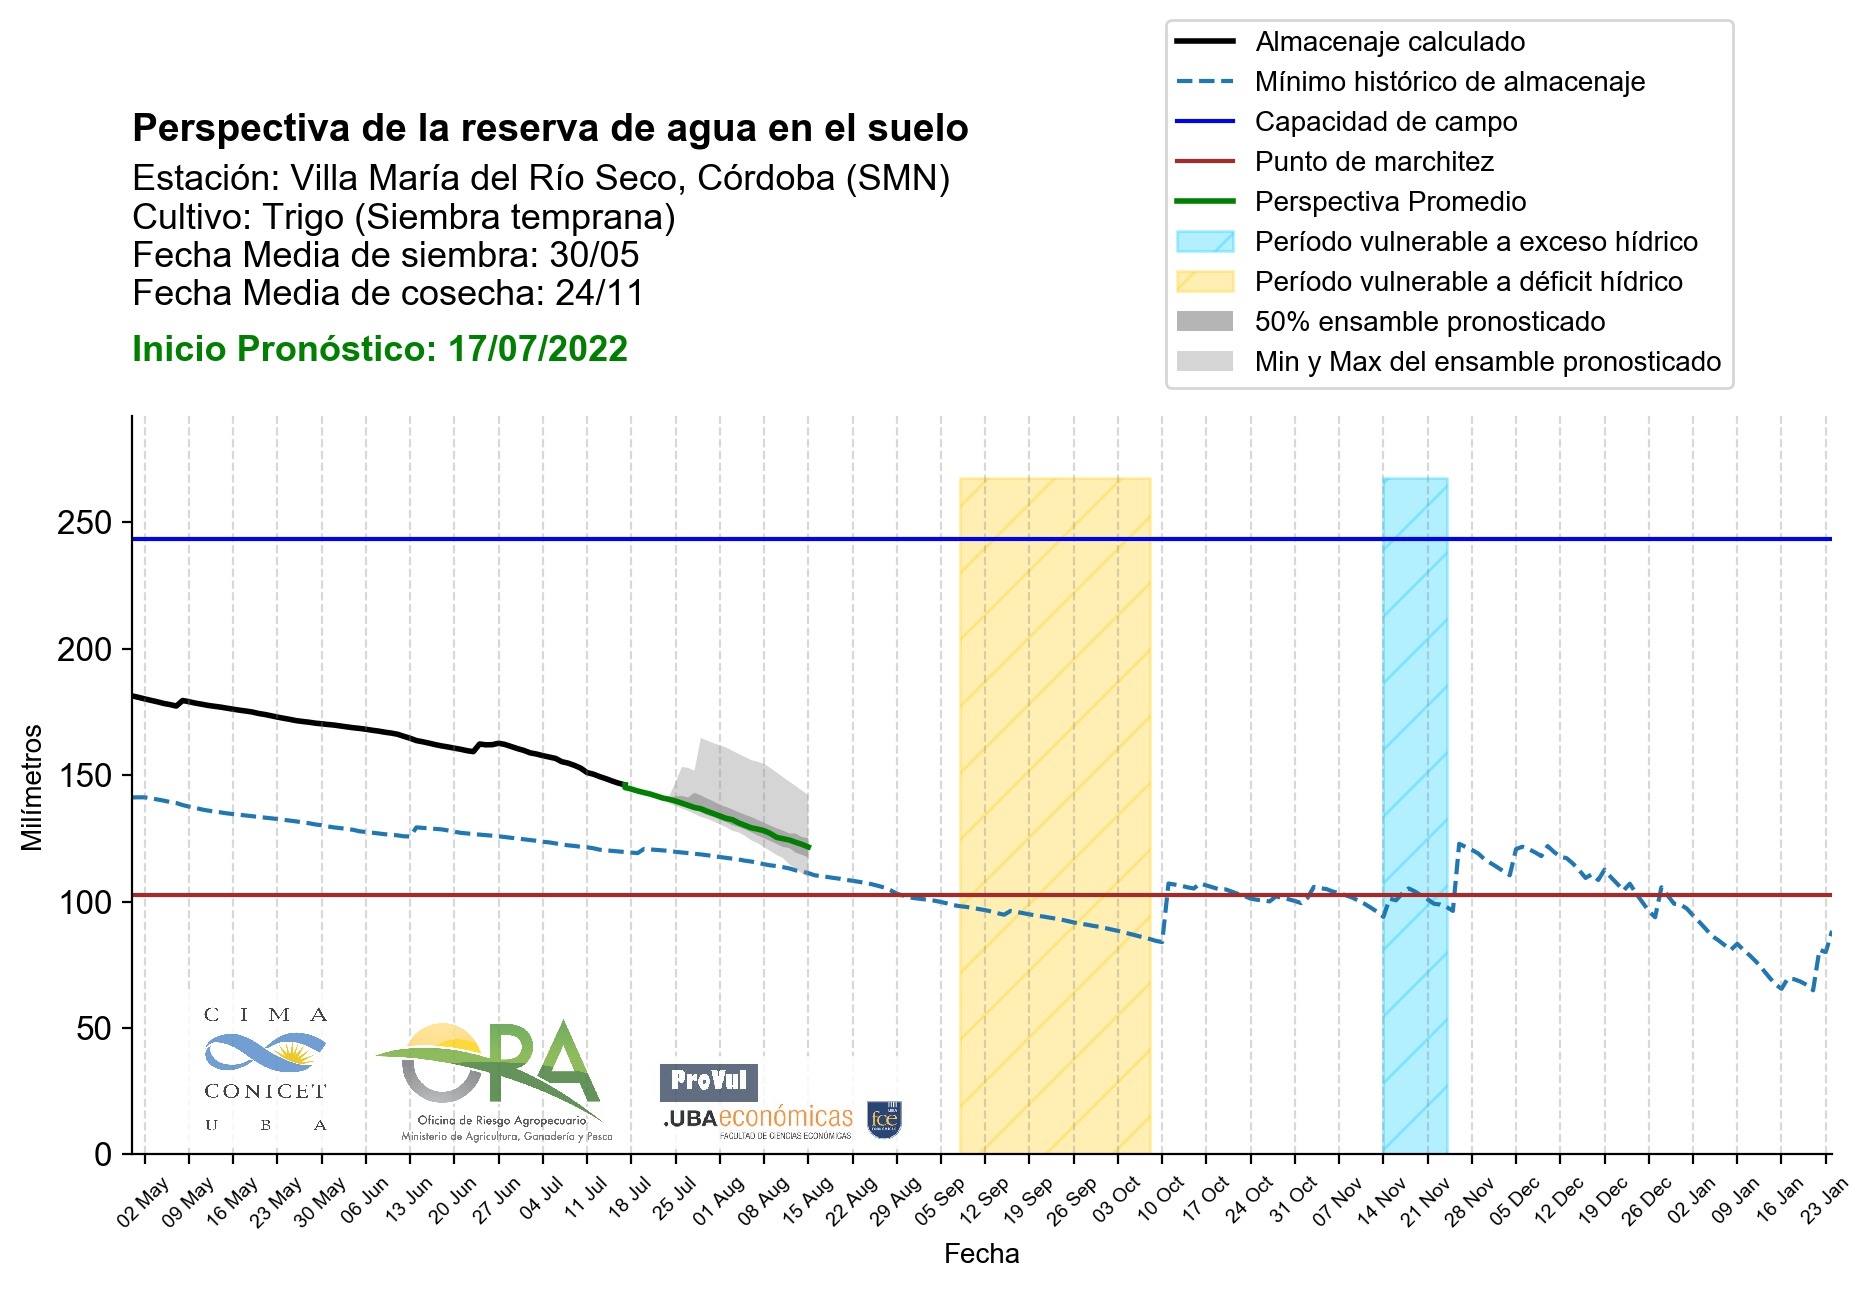 Almacenaje calculado
Mínimo histórico de almacenaje
Capacidad de campo
Punto de marchitez
Perspectiva Promedio
Período vulnerable a exceso hídrico
Período vulnerable a déficit hídrico
50% ensamble pronosticado
Min y Max del ensamble pronosticado
Perspectiva de la reserva de agua en el suelo
Estación: Villa María del Río Seco, Córdoba (SMN)
Cultivo: Trigo (Siembra temprana)
Fecha Media de siembra: 30/05
Fecha Media de cosecha: 24/11
Inicio Pronóstico: 17/07/2022
Milímetros
250
200
150
100
50
0
C I M A
CONICET
U B A
ORA
Oficina de Riesgo Agropecuario
Ministerio de Agricultura, Ganadería y Pesca
ProVul
.UBAeconómicas
FACULTAD DE CIENCIAS ECONÓMICAS
fce
02 May
09 May
16 May
23 May
30 May
06 Jun
13 Jun
20 Jun
27 Jun
04 Jul
11 Jul
18 Jul
25 Jul
01 Aug
08 Aug
15 Aug
22 Aug
29 Aug
05 Sep
12 Sep
19 Sep
26 Sep
03 Oct
10 Oct
17 Oct
24 Oct
31 Oct
07 Nov
14 Nov
21 Nov
28 Nov
05 Dec
12 Dec
19 Dec
26 Dec
02 Jan
09 Jan
16 Jan
23 Jan
Fecha